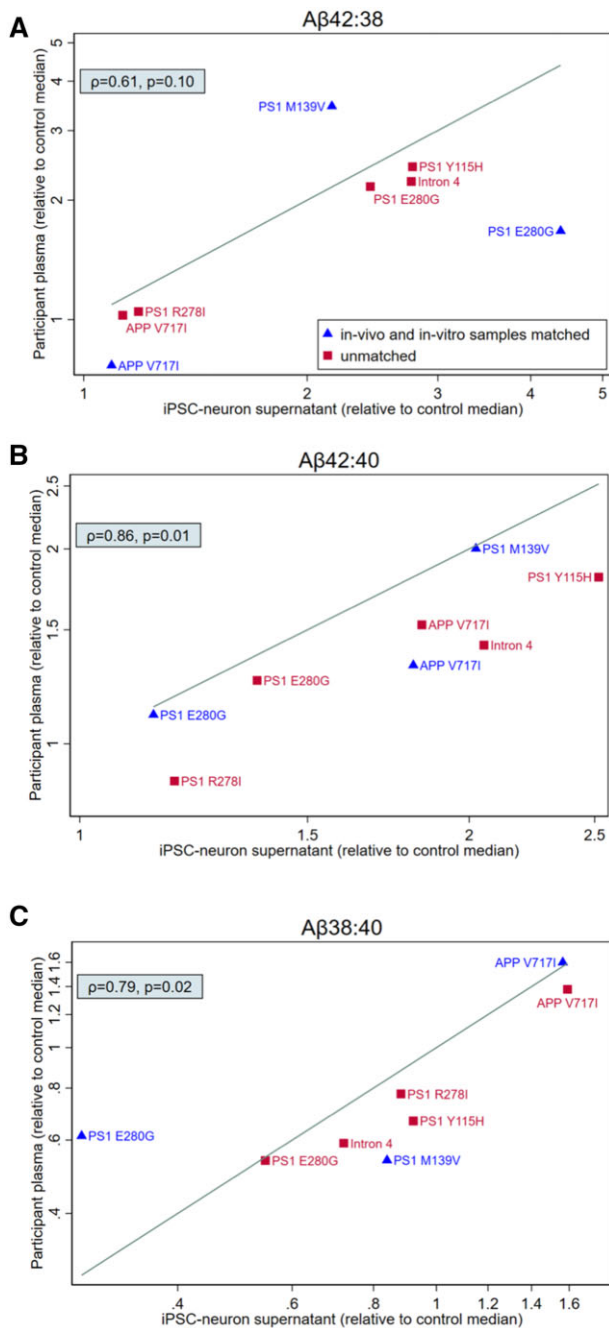 A
Aβ42:38
Participant plasma (relative to control median)
5
4
3
2
1
ρ=0.61, p=0.10
PS1 M139V
PS1 Y115H
Intron 4
PS1 E280G
PS1 E280G
PS1 R278I
APP V717I
APP V717I
in-vivo and in-vitro samples matched
unmatched
1 2 3 4 5
iPSC-neuron supernatant (relative to control median)
B
Aβ42:40
Participant plasma (relative to control median)
2.5
2
1.5
1
ρ=0.86, p=0.01
PS1 M139V
PS1 Y115H
APP V717I
Intron 4
APP V717I
PS1 E280G
PS1 E280G
PS1 R278I
1 1.5 2 2.5
iPSC-neuron supernatant (relative to control median)
C
Aβ38:40
Participant plasma (relative to control median)
1.6
1.4
1.2
1
.8
.6
.4
ρ=0.79, p=0.02
APP V717I
APP V717I
PS1 R278I
PS1 Y115H
PS1 E280G
Intron 4
PS1 E280G
PS1 M139V
.4 .6 .8 1 1.2 1.4 1.6
iPSC-neuron supernatant (relative to control median)